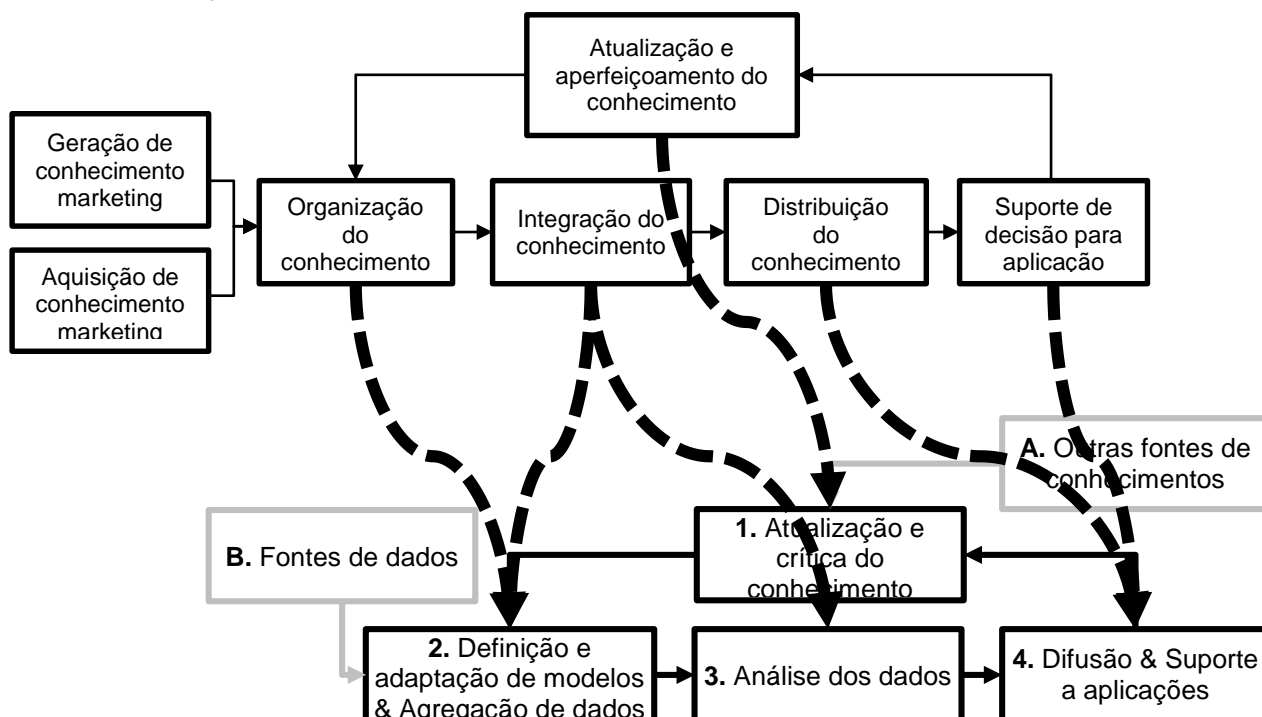 Atualização e
aperfeiçoamento do
conhecimento
Geração de
conhecimento
marketing
Aquisição de
conhecimento
marketing
Organização
do
conhecimento
Integração do
conhecimento
Distribuição
do
conhecimento
Suporte de
decisão para
aplicação
A. Outras fontes de
conhecimentos
B. Fontes de dados
1. Atualização e
crítica do
conhecimento
2. Definição e
adaptação de modelos
& Agregação de dados
3. Análise dos dados
4. Difusão & Suporte
a aplicações